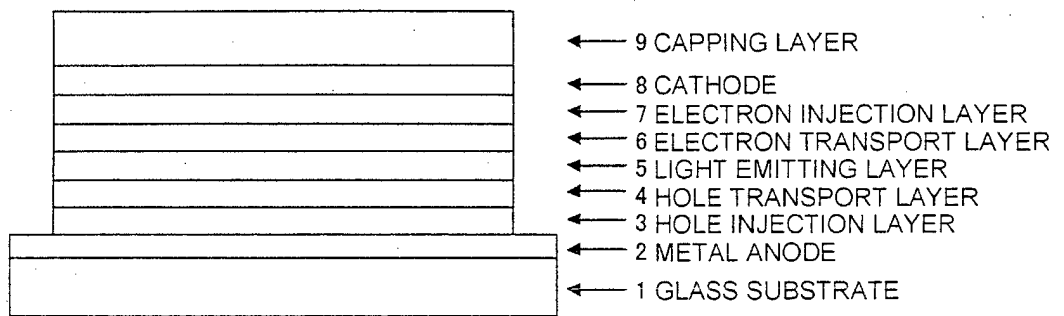 9 CAPPING LAYER
8 CATHODE
7 ELECTRON INJECTION LAYER
6 ELECTRON TRANSPORT LAYER
5 LIGHT EMITTING LAYER
4 HOLE TRANSPORT LAYER
3 HOLE INJECTION LAYER
2 METAL ANODE
1 GLASS SUBSTRATE